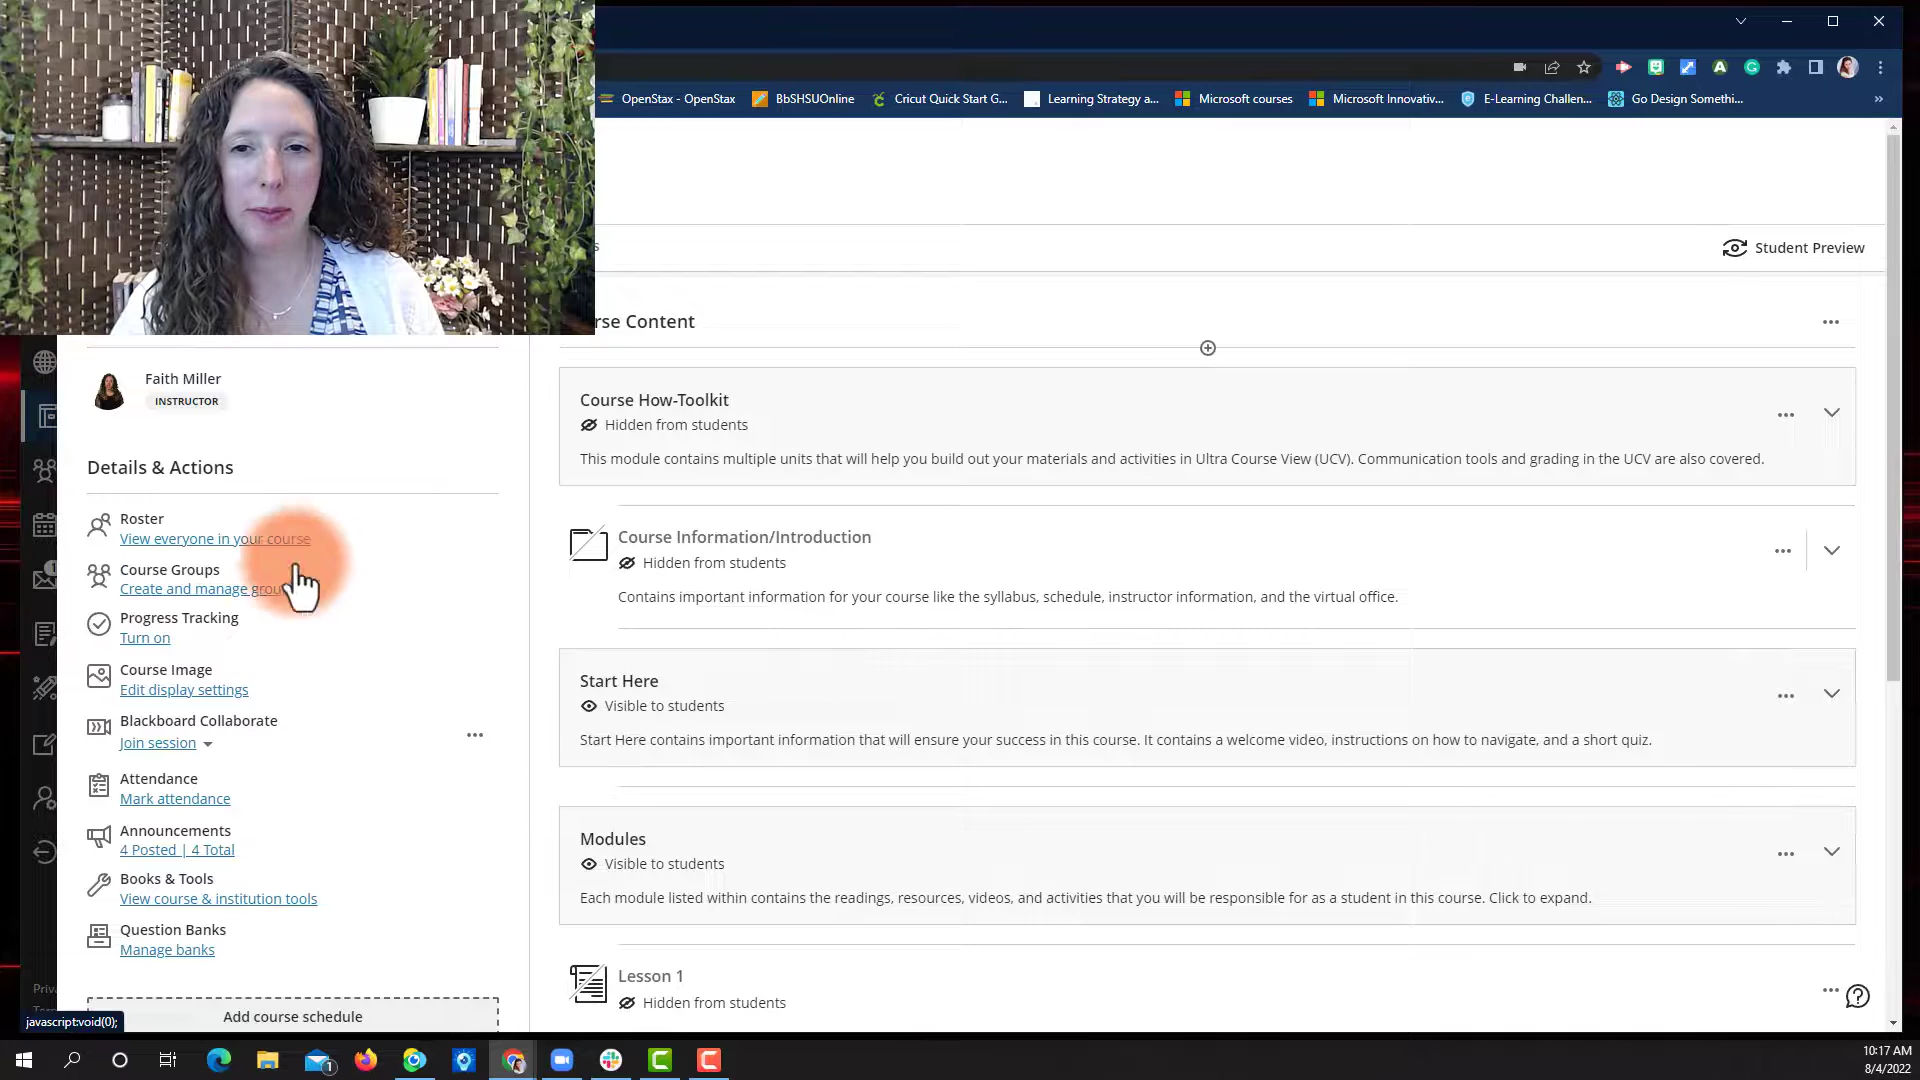 OpenStax - OpenStax
BbSHSUOnline
Cricut Quick Start G...
Learning Strategy a...
Microsoft courses
Microsoft Innovativ...
E-Learning Challen...
Go Design Somethi...
»
s
Student Preview
rse Content
Faith Miller
INSTRUCTOR
Details & Actions
Roster
View everyone in your course
Course Groups
Create and manage grou
Progress Tracking
Turn on
Course Image
Edit display settings
Blackboard Collaborate
Join session
Attendance
Mark attendance
Announcements
4 Posted | 4 Total
Books & Tools
View course & institution tools
Question Banks
Manage banks
Add course schedule
Course How-Toolkit
Hidden from students
This module contains multiple units that will help you build out your materials and activities in Ultra Course View (UCV). Communication tools and grading in the UCV are also covered.
Course Information/Introduction
Hidden from students
Contains important information for your course like the syllabus, schedule, instructor information, and the virtual office.
Start Here
Visible to students
Start Here contains important information that will ensure your success in this course. It contains a welcome video, instructions on how to navigate, and a short quiz.
Modules
Visible to students
Each module listed within contains the readings, resources, videos, and activities that you will be responsible for as a student in this course. Click to expand.
Lesson 1
Hidden from students
Priva
javascript:void(0);
1
1
10:17 AM
8/4/2022